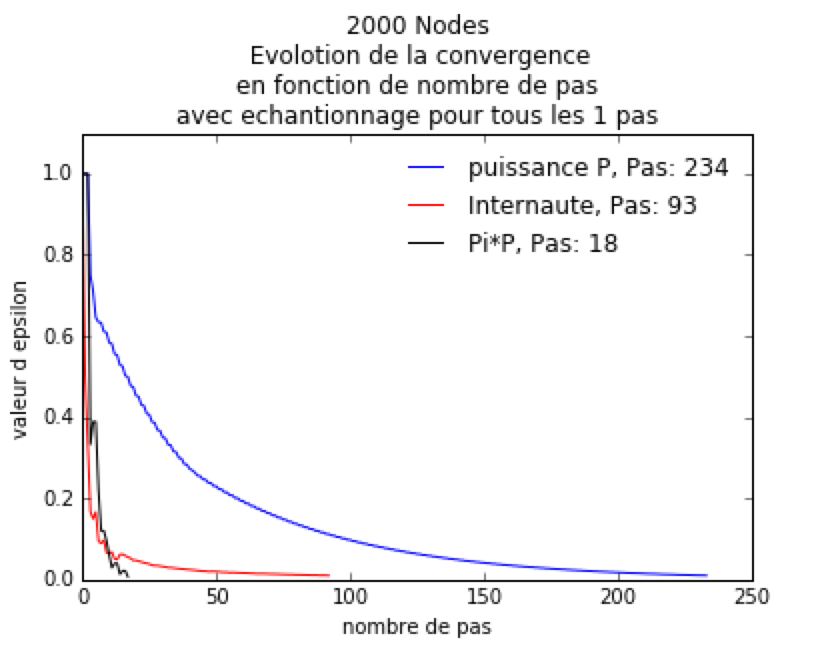 2000 Nodes
Evolotion de la convergence
en fonction de nombre de pas
avec echantionnage pour tous les 1 pas
puissance P, Pas: 234
Internaute, Pas: 93
Pi*P, Pas: 18
1.0
0.8
0.6
0.4
0.2
0.0
valeur d epsilon
0 50 100 150 200 250
nombre de pas